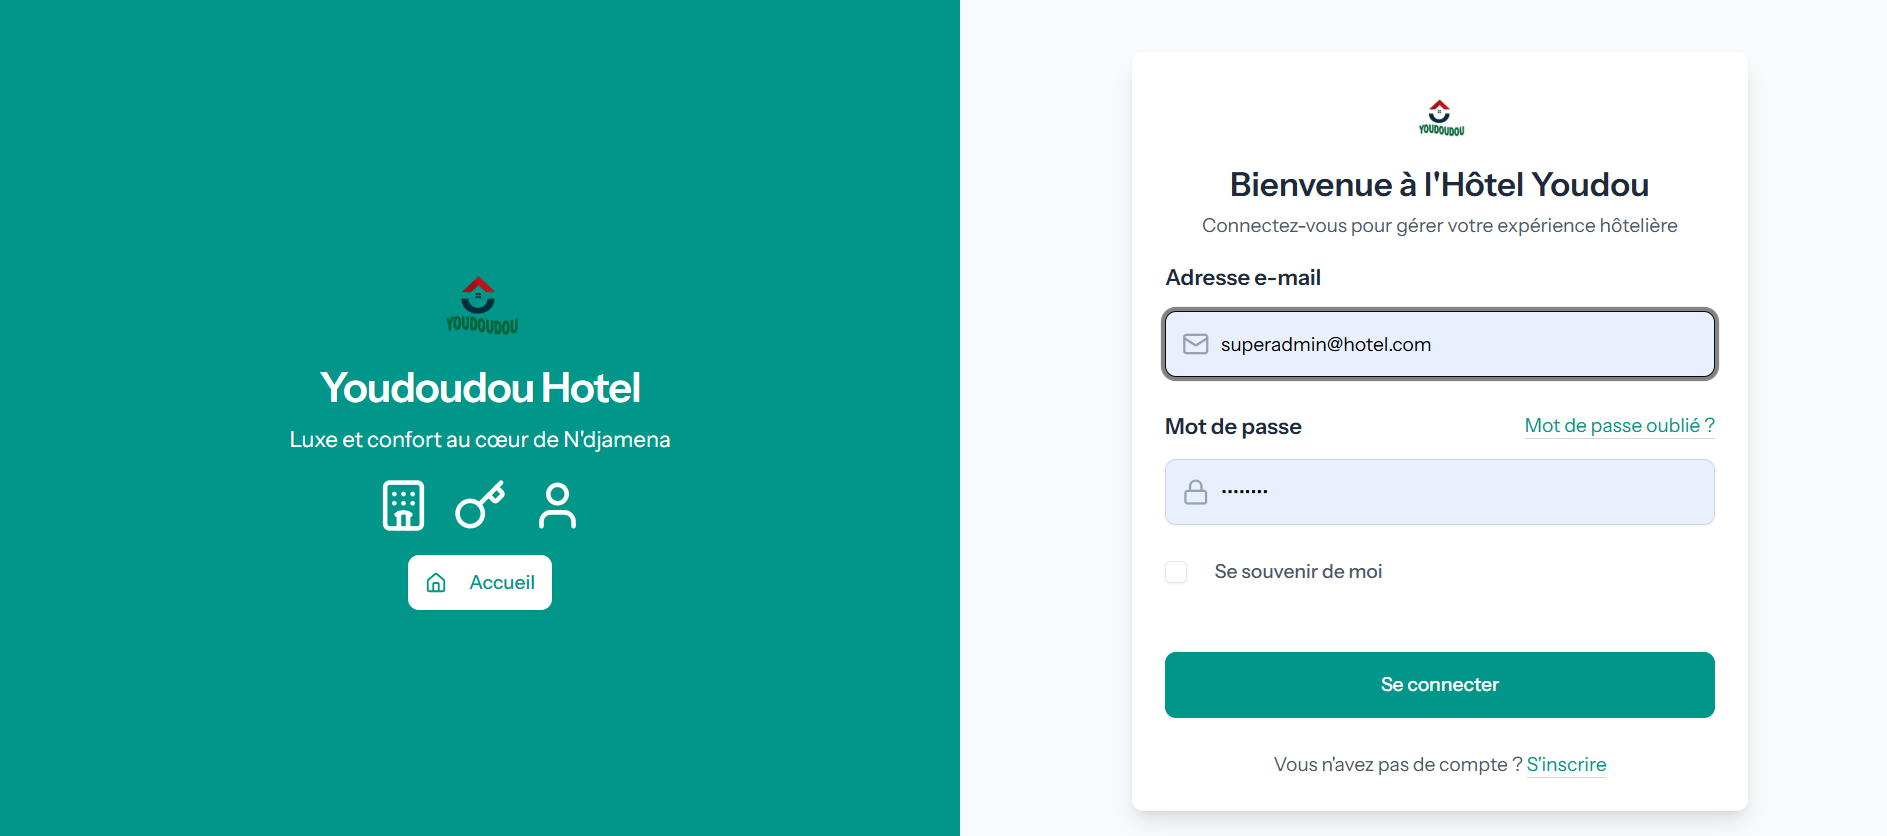 YOUDOUDOU
Youdoudou Hotel
Luxe et confort au cœur de N'djamena
Accueil
YOUDOUDOU
Bienvenue à l'Hôtel Youdou
Connectez-vous pour gérer votre expérience hôtelière
Adresse e-mail
superadmin@hotel.com
Mot de passe
Mot de passe oublié ?
••••••••
Se souvenir de moi
Se connecter
Vous n'avez pas de compte ? S'inscrire